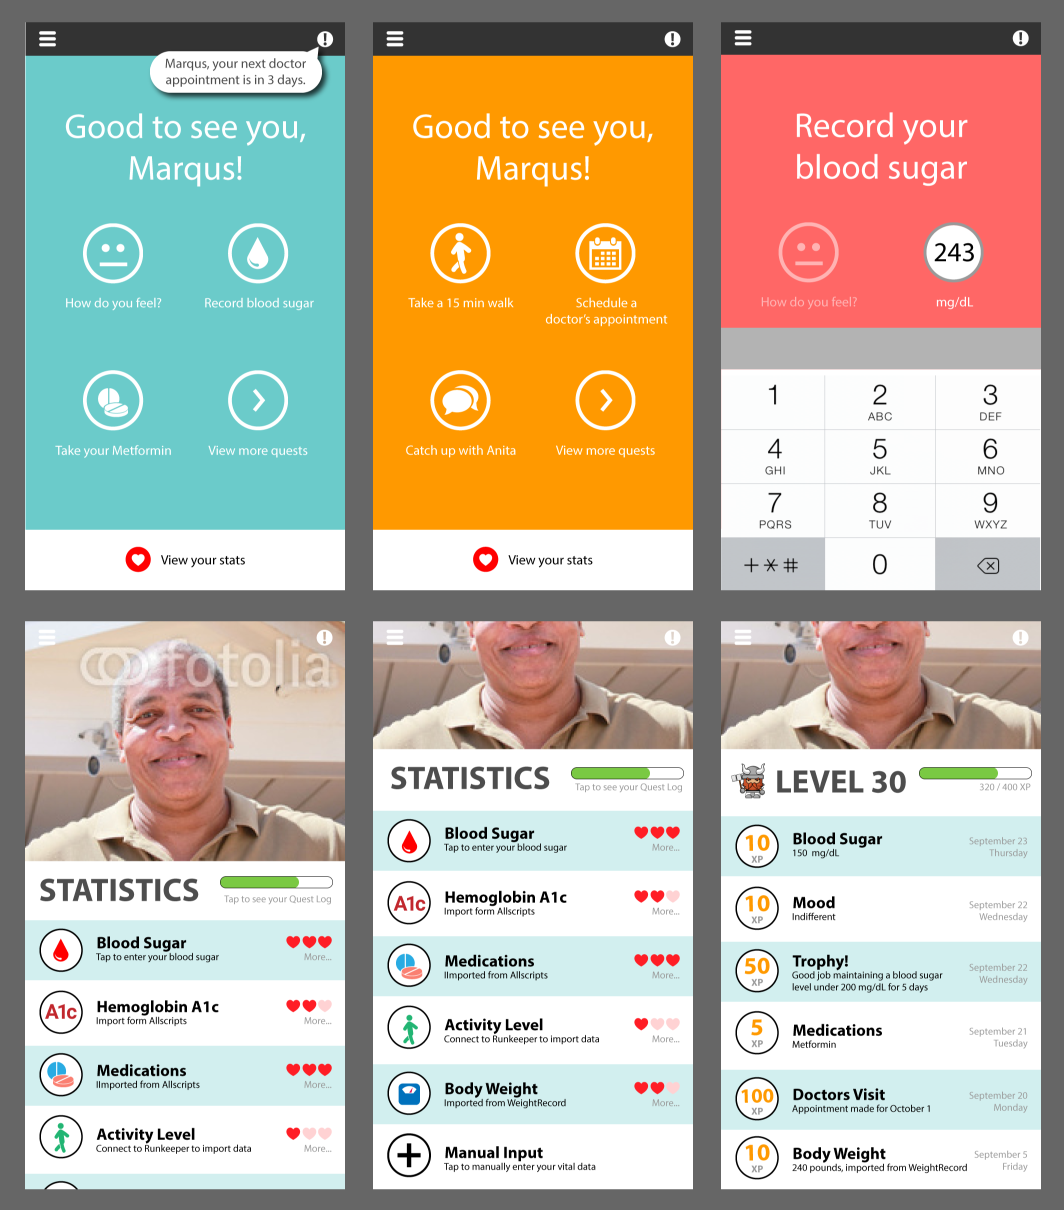 Marqus, your next doctor
appointment is in 3 days.
Good to see you,
Marqus!
How do you feel?
Record blood sugar
Take your Metformin
View more quests
View your stats
Good to see you,
Marqus!
Take a 15 min walk
Schedule a
doctor's appointment
Catch up with Anita
View more quests
View your stats
Record your
blood sugar
243
How do you feel?
mg/dL
1
2
ABC
3
DEF
4
GHI
5
JKL
6
MNO
7
PQRS
8
TUV
9
WXYZ
+*#
0
fotolia
STATISTICS
Tap to see your Quest Log
Blood Sugar
Tap to enter your blood sugar
More...
A1c
Hemoglobin A1c
Import form Allscripts
More...
Medications
IImported from Allscripts
More...
Activity Level
Connect to Runkeeper to import data
More...
STATISTICS
Tap to see your Quest Log
Blood Sugar
Tap to enter your blood sugar
More...
A1c
Hemoglobin A1c
Import form Allscripts
More...
Medications
IImported from Allscripts
More...
Activity Level
Connect to Runkeeper to import data
More...
Body Weight
Imported from WeightRecord
More...
Manual Input
Tap to manually enter your vital data
LEVEL 30
320 / 400 XP
10
XP
Blood Sugar
150 mg/dL
September 23
Thursday
10
XP
Mood
Indifferent
September 22
Wednesday
50
XP
Trophy!
Good job maintaining a blood sugar
level under 200 mg/dL for 5 days
September 22
Wednesday
5
XP
Medications
Metformin
September 21
Tuesday
100
XP
Doctors Visit
Appointment made for October 1
September 20
Monday
10
XP
Body Weight
240 pounds, imported from WeightRecord
September 5
Friday